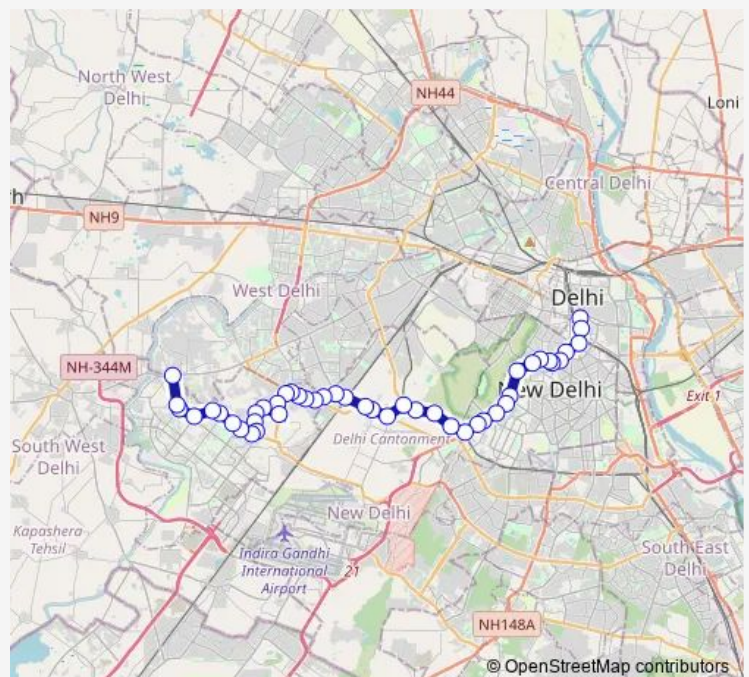 North West
Delhi
NH44
Loni
Central Delhi
h
NH9
West Delhi
Delhi
NH-344M
New Delhi
Exit 1
South West
Delhi
Delhi Cantonment
New Delhi
Kapashera
Tehsil
Indira Gandhi
International
Airport
21
South East
Delhi
NH148A
© OpenStreetMap contributors